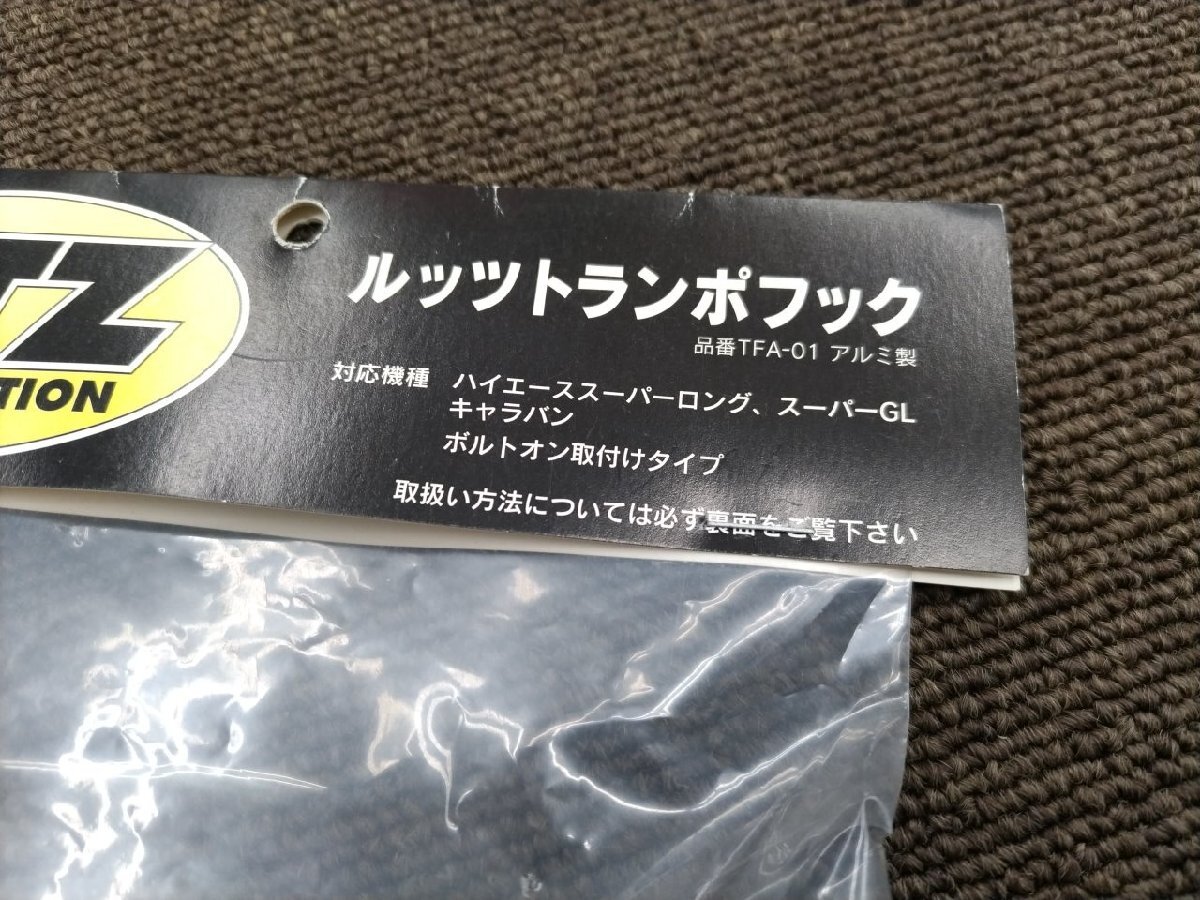 Z
TION
ルッツトランポフック
品番TFA-01 アルミ製
対応機種 ハイエーススーパーロング、スーパーGL
キャラバン
ボルトオン取付けタイプ
取扱い方法については必ず裏面をご覧下さい